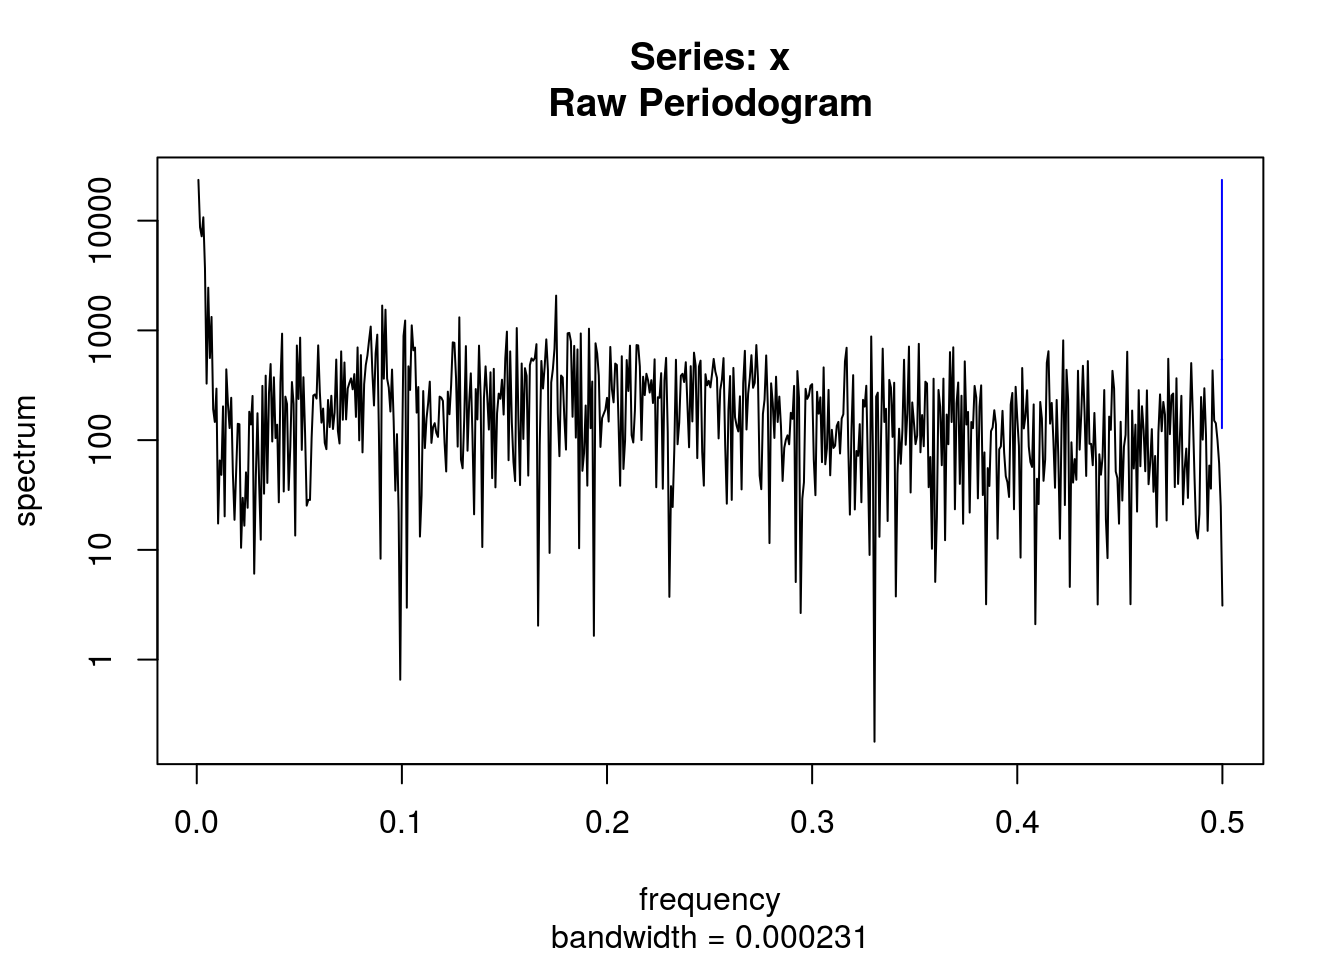 Series: x
Raw Periodogram
spectrum
10000
1000
100
10
1
0.0 0.1 0.2 0.3 0.4 0.5
frequency
bandwidth = 0.000231